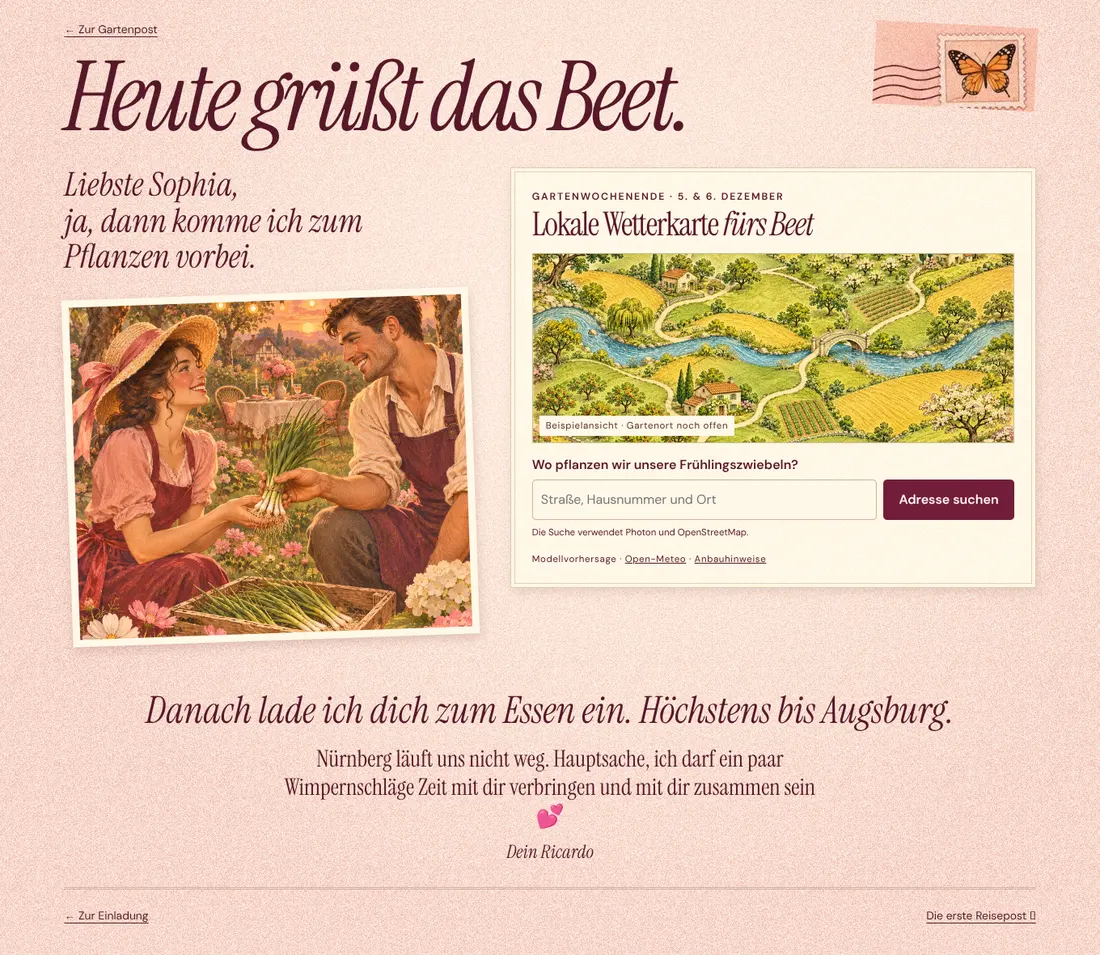 ← Zur Gartenpost
Heute grüßt das Beet.
Liebste Sophia,
ja, dann komme ich zum
Pflanzen vorbei.
GARTENWOCHENENDE · 5. & 6. DEZEMBER
Lokale Wetterkarte fürs Beet
Beispielansicht · Gartenort noch offen
Wo pflanzen wir unsere Frühlingszwiebeln?
Straße, Hausnummer und Ort
Adresse suchen
Die Suche verwendet Photon und OpenStreetMap.
Modellvorhersage · Open-Meteo · Anbauhinweise
Danach lade ich dich zum Essen ein. Höchstens bis Augsburg.
Nürnberg läuft uns nicht weg. Hauptsache, ich darf ein paar
Wimpernschläge Zeit mit dir verbringen und mit dir zusammen sein
💕
Dein Ricardo
← Zur Einladung
Die erste Reisepost